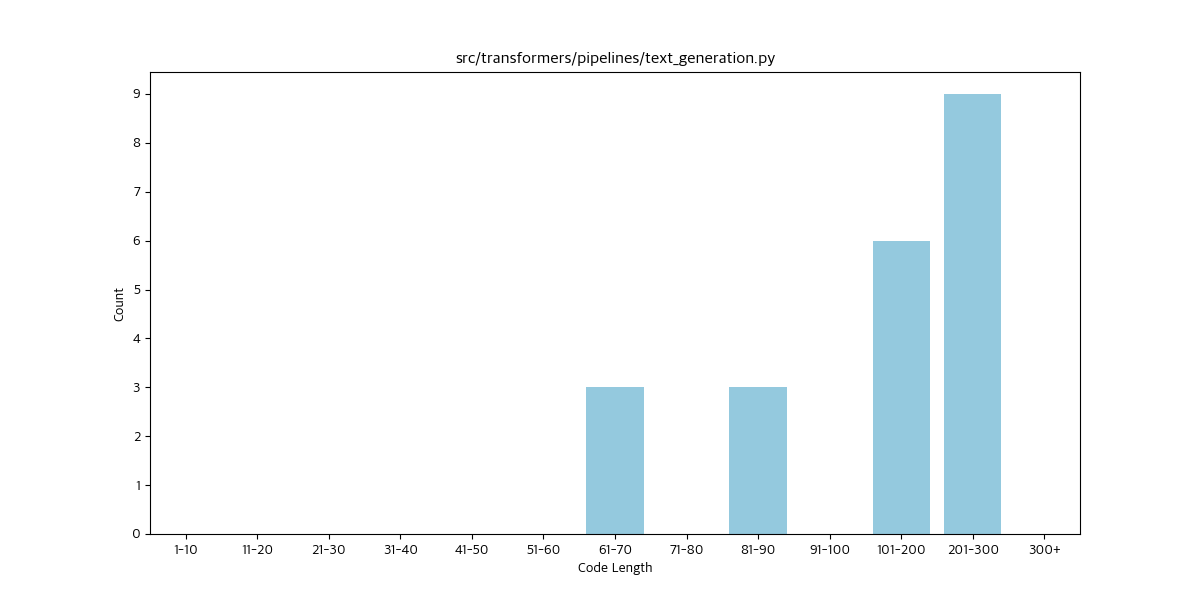 src/transformers/pipelines/text_generation.py
9
8
7
6
5
4
3
2
1
0
Count
1-10 11-20 21-30 31-40 41-50 51-60 61-70 71-80 81-90 91-100 101-200 201-300 300+
Code Length